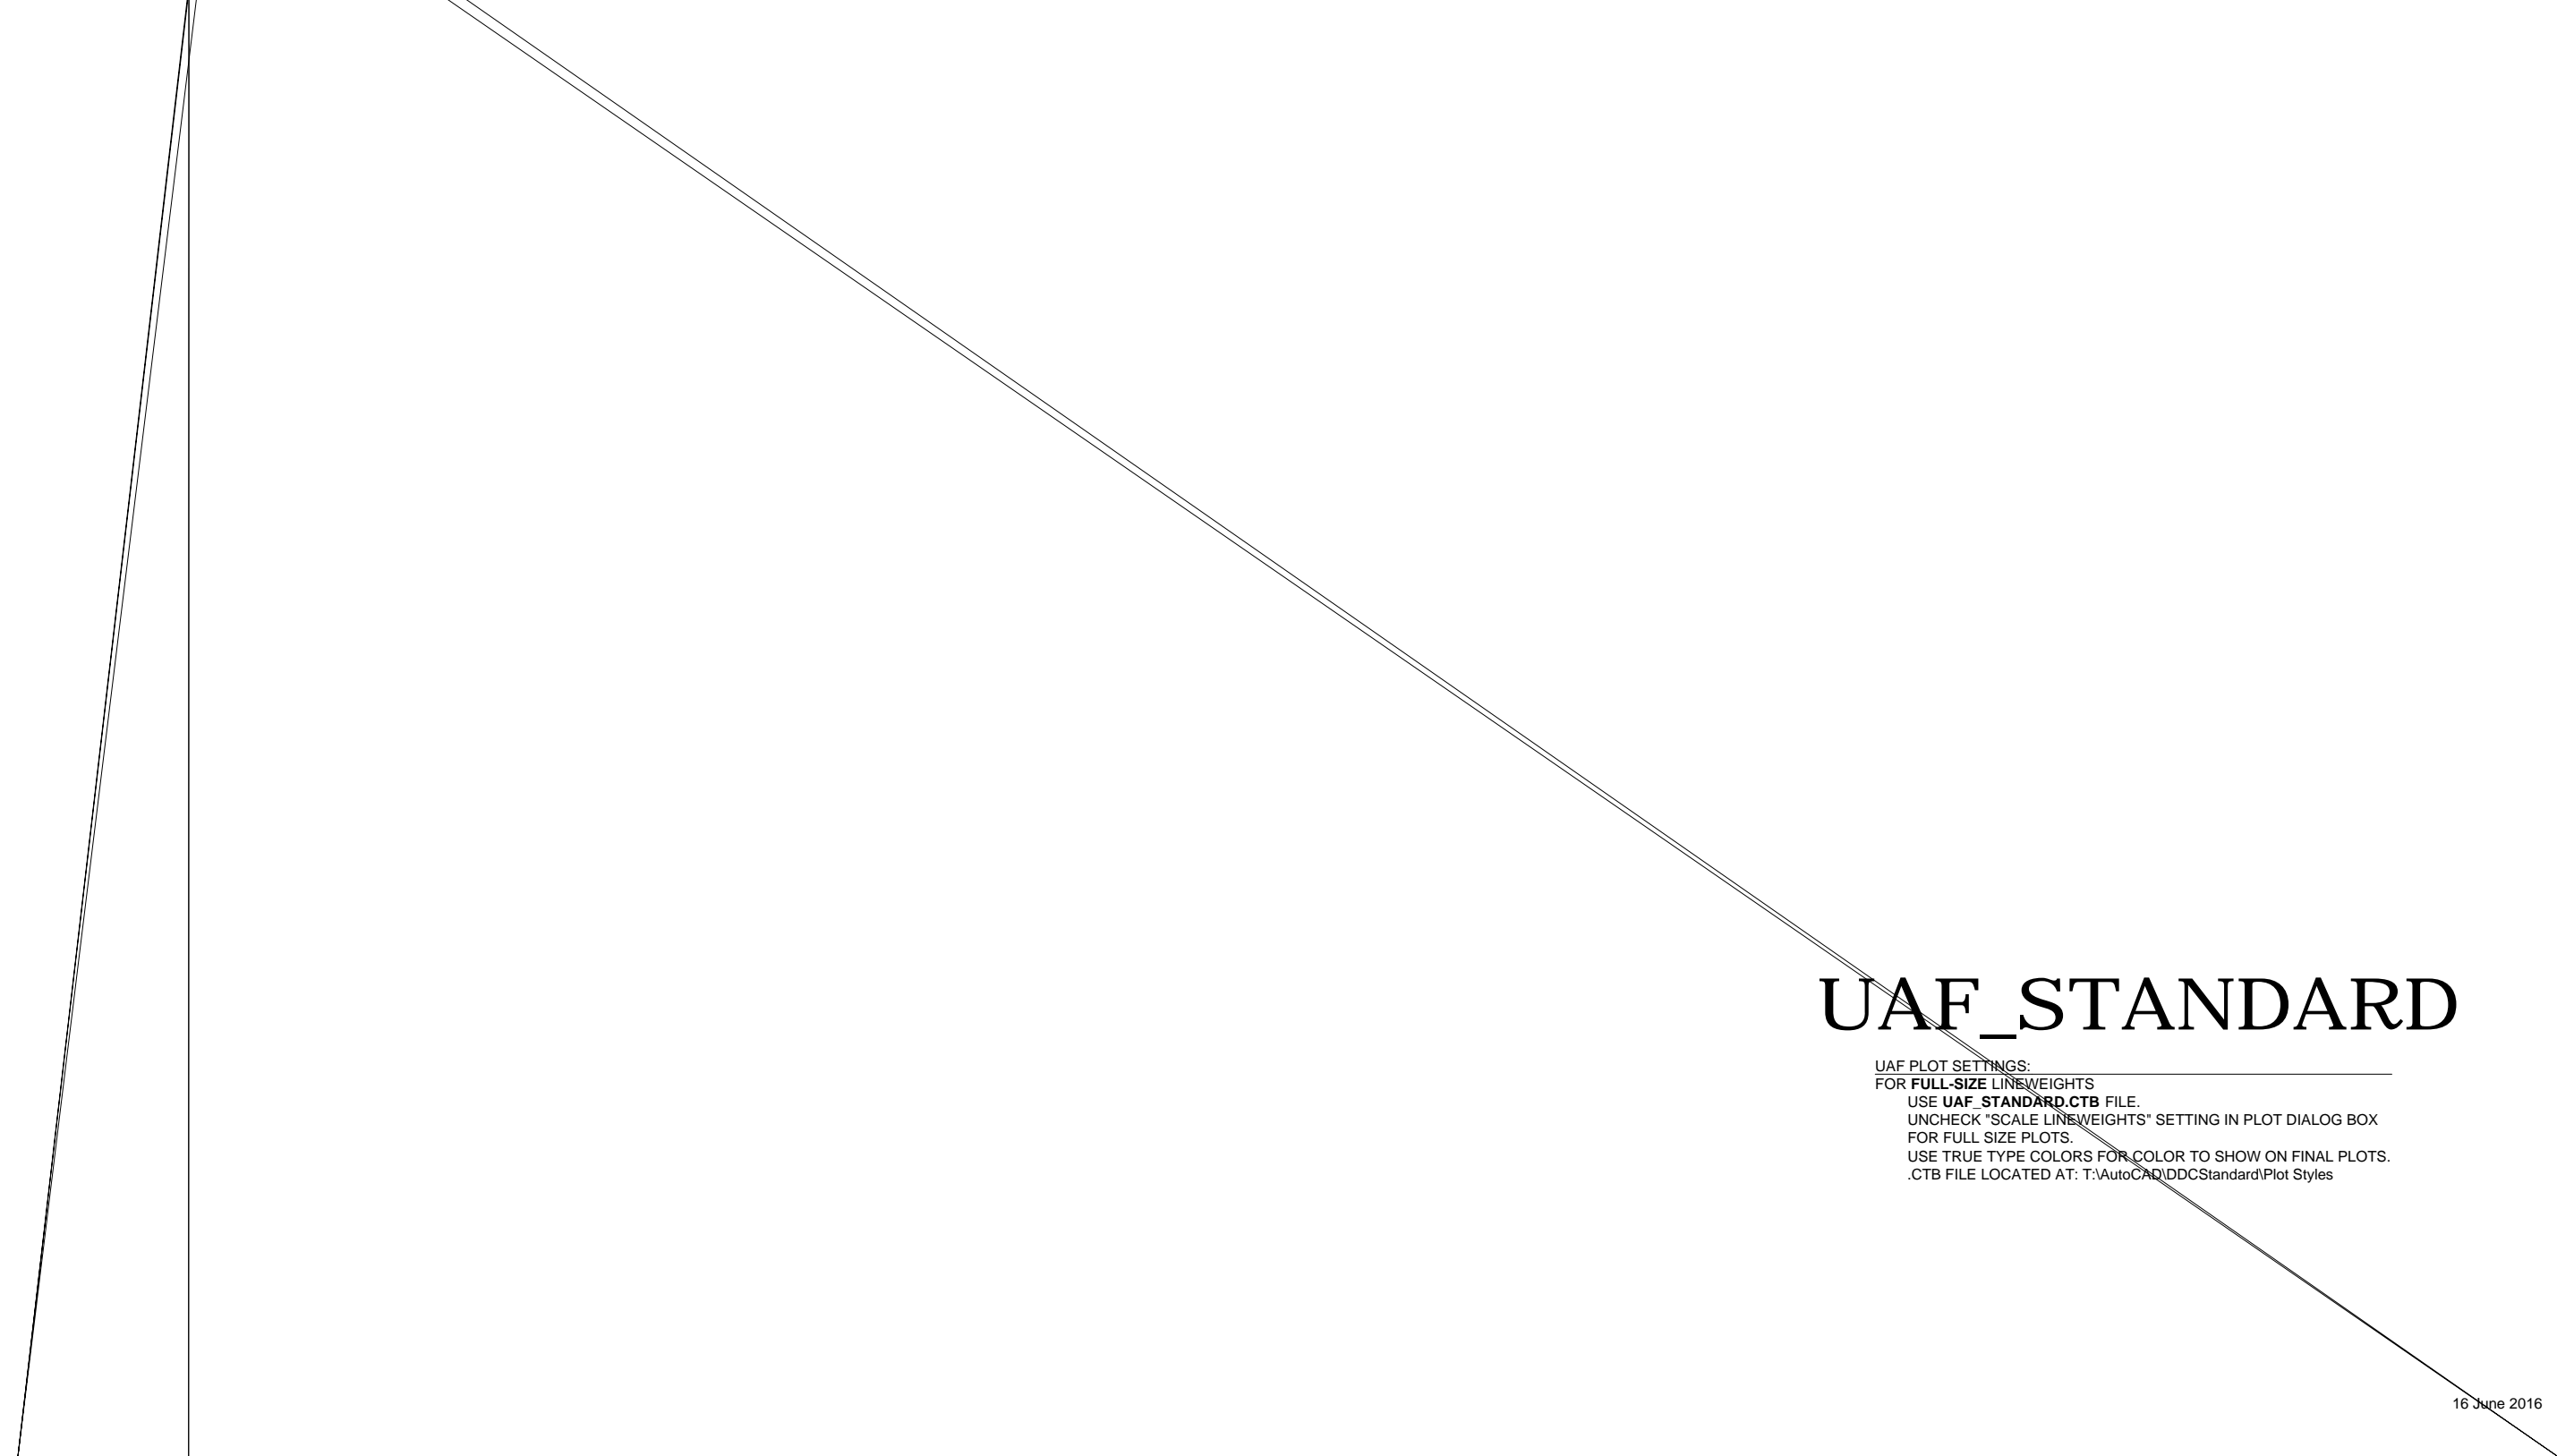 UAF_STANDARD
UAF PLOT SETTINGS:
FOR FULL-SIZE LINEWEIGHTS
USE UAF_STANDARD.CTB FILE.
UNCHECK "SCALE LINEWEIGHTS" SETTING IN PLOT DIALOG BOX
FOR FULL SIZE PLOTS.
USE TRUE TYPE COLORS FOR COLOR TO SHOW ON FINAL PLOTS.
.CTB FILE LOCATED AT: T:\AutoCAD\DDCStandard\Plot Styles
16 June 2016